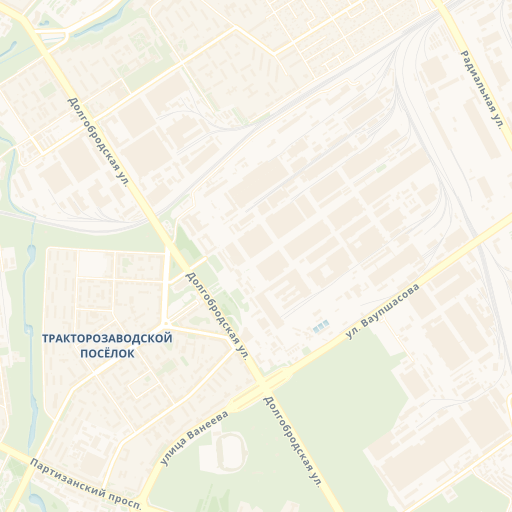 Радиальная ул.
Долгобродская ул.
Долгобродская ул.
ул. Ваупшасова
ТРАКТОРОЗАВОДСКОЙ
ПОСЁЛОК
улица Ванеева
Долгобродская ул.
Партизанский просп.